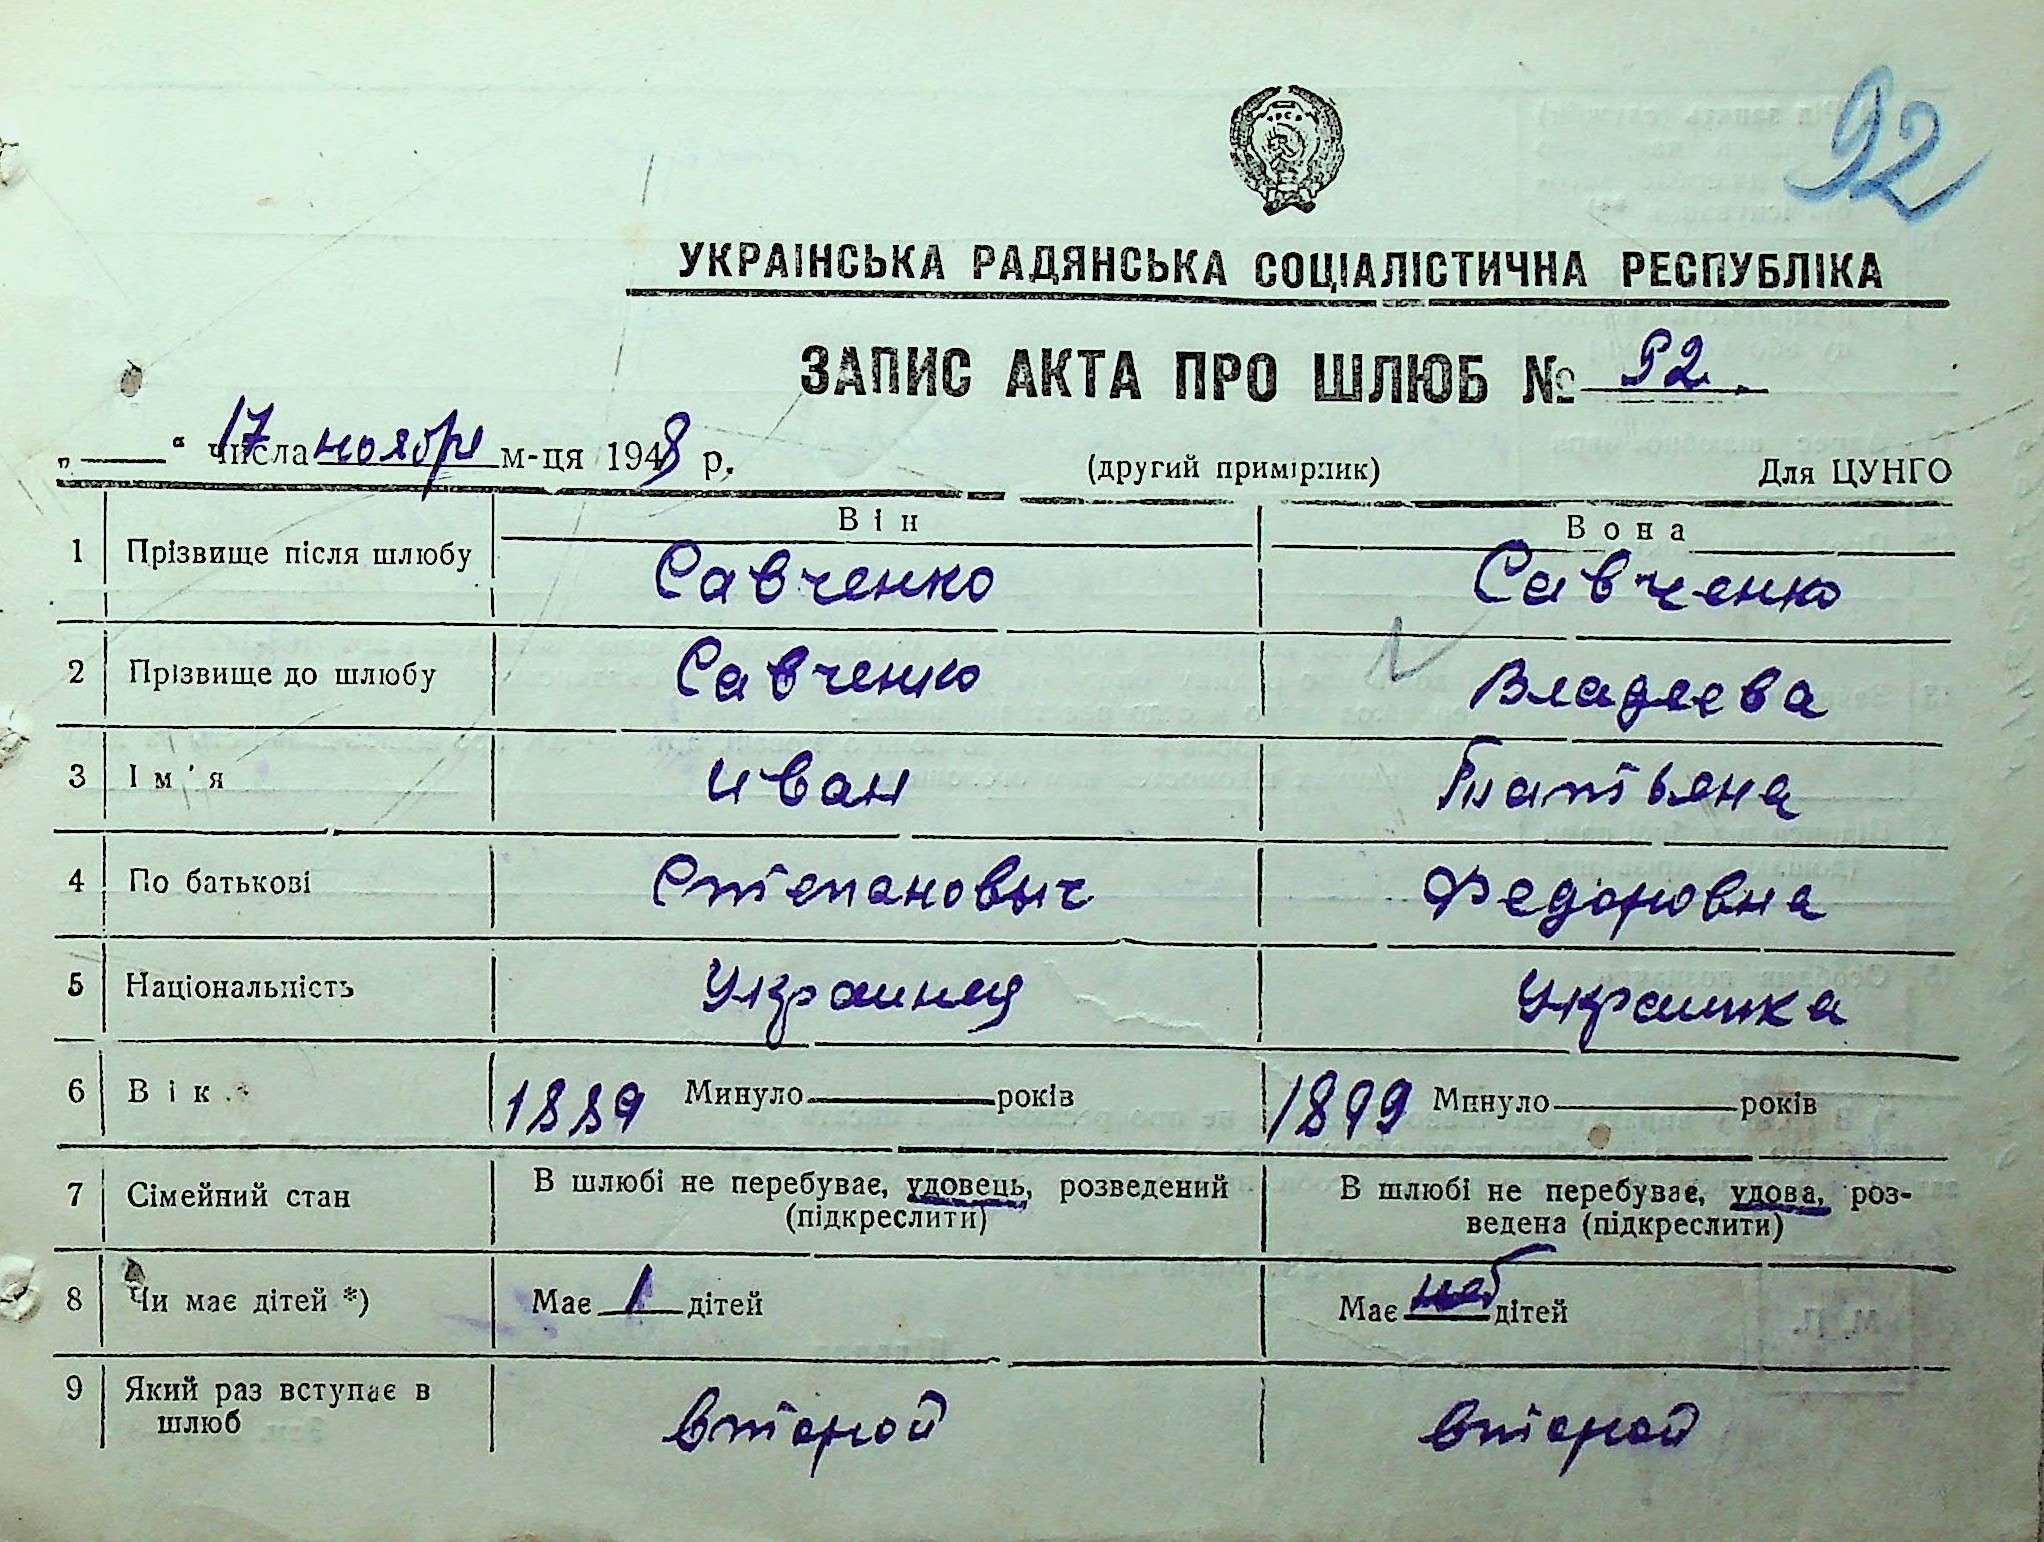 92
УКРАЇНСЬКА РАДЯНСЬКА СОЦІАЛІСТИЧНА РЕСПУБЛІКА
ЗАПИС АКТА ПРО ШЛЮБ № 92.
„ “ 17 числа ноября м-ця 1948 р.
(другий примірник) Для ЦУНГО
Він Вона
1 Прізвище після шлюбу Савченко Савченко
2 Прізвище до шлюбу Савченко Владеева
3 Ім'я Иван Татьяна
4 По батькові Степановыч Федоровна
5 Національність Украинец Украинка
6 Вік 1889 Минуло років 1899 Минуло років
7 Сімейний стан В шлюбі не перебуває, удовець, розведений (підкреслити) В шлюбі не перебуває, удова, роз-
ведена (підкреслити)
8 Чи має дітей *) Має 1 дітей Має нет дітей
9 Який раз вступає в
шлюб второй второй